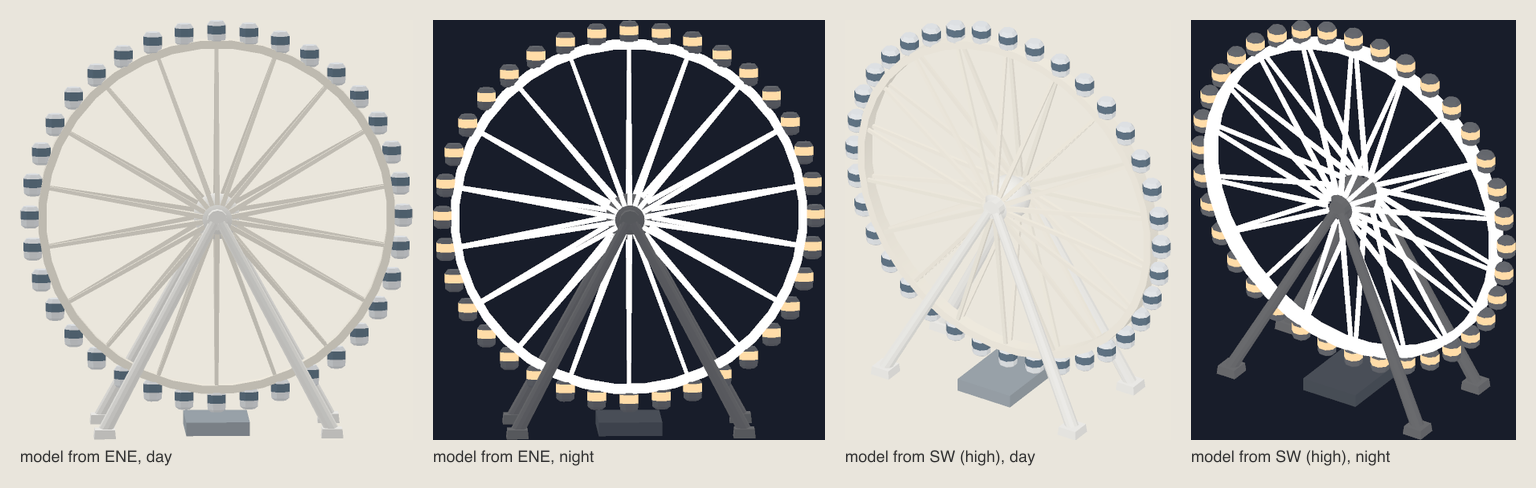 model from ENE, day
model from ENE, night
model from SW (high), day
model from SW (high), night